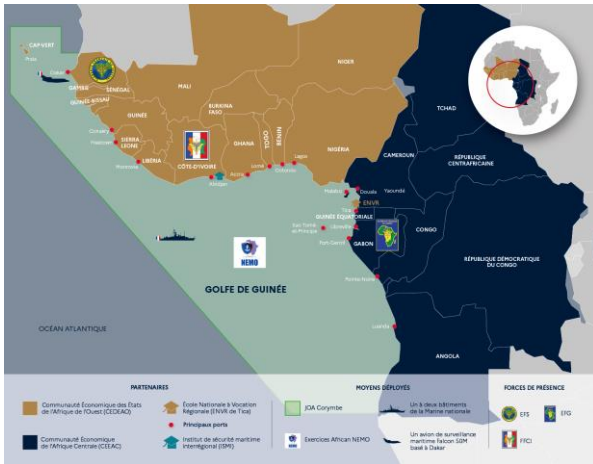 CAP-VERT
Praia
Dakar
SÉNÉGAL
GAMBIE
GUINÉE-BISSAU
MALI
NIGER
TCHAD
GUINÉE
BURKINA
FASO
Conakry
Freetown
SIERRA
LEONE
Monrovia
LIBÉRIA
CÔTE-D'IVOIRE
GHANA
TOGO
BÉNIN
NIGÉRIA
Abidjan
Accra
Lomé
Cotonou
Lagos
CAMEROUN
RÉPUBLIQUE
CENTRAFRICAINE
Malabo
Douala
Yaoundé
ENVR
Tica
GUINÉE ÉQUATORIALE
Sao Tomé
et Principe
Libreville
Port-Gentil
GABON
CONGO
RÉPUBLIQUE DÉMOCRATIQUE
DU CONGO
NEMO
Pointe-Noire
GOLFE DE GUINÉE
Luanda
OCÉAN ATLANTIQUE
ANGOLA
PARTENAIRES
Communauté Économique des États
de l'Afrique de l'Ouest (CEDEAO)
Communauté Économique
de l'Afrique Centrale (CEEAC)
École Nationale à Vocation
Régionale (ENVR de Tica)
Principaux ports
Institut de sécurité maritime
interrégional (ISMI)
MOYENS DÉPLOYÉS
JOA Corymbe
NEMO
Exercices African NEMO
Un à deux bâtiments
de la Marine nationale
Un avion de surveillance
maritime Falcon 50M
basé à Dakar
FORCES DE PRÉSENCE
EFS
EFG
FFCI